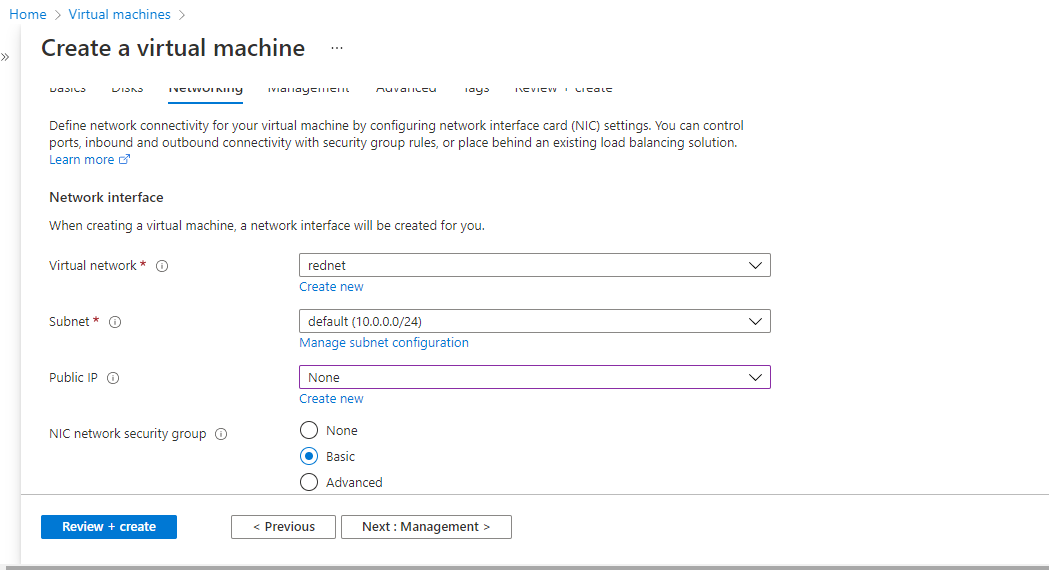 Home > Virtual machines >
»
Create a virtual machine ...
Basics Disks Networking Management Advanced Tags Review + create
Define network connectivity for your virtual machine by configuring network interface card (NIC) settings. You can control
ports, inbound and outbound connectivity with security group rules, or place behind an existing load balancing solution.
Learn more
Network interface
When creating a virtual machine, a network interface will be created for you.
Virtual network * rednet
Create new
Subnet * default (10.0.0.0/24)
Manage subnet configuration
Public IP None
Create new
NIC network security group None
Basic
Advanced
Review + create < Previous Next : Management >